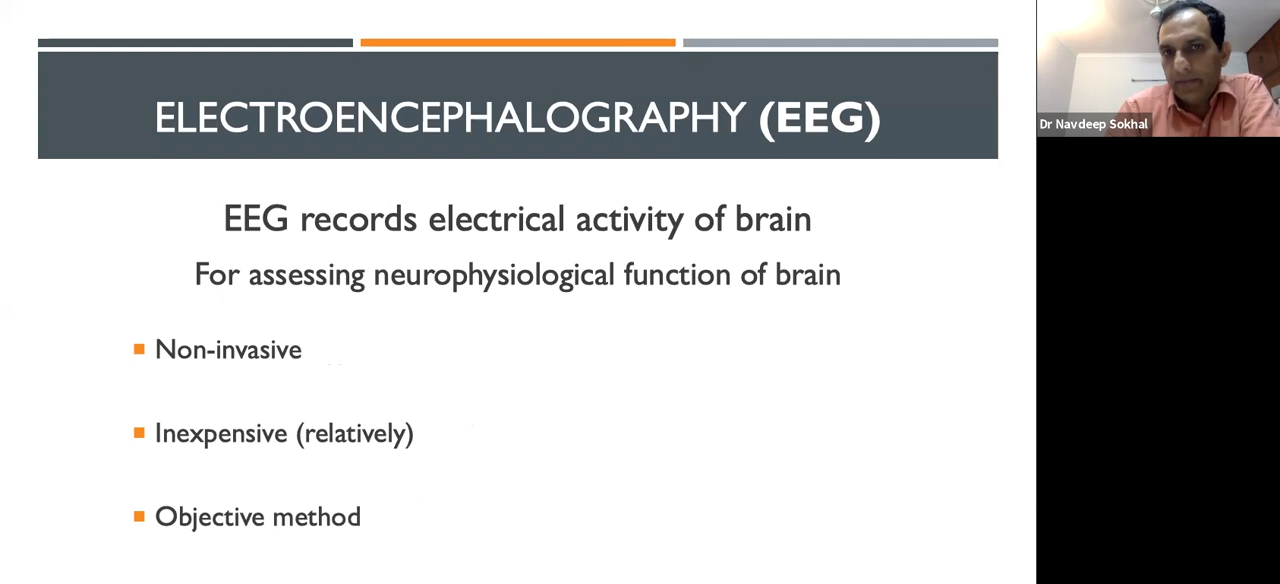 ELECTROENCEPHALOGRAPHY (EEG)
EEG records electrical activity of brain
For assessing neurophysiological function of brain
Non-invasive
Inexpensive (relatively)
Objective method
Dr Navdeep Sokhal